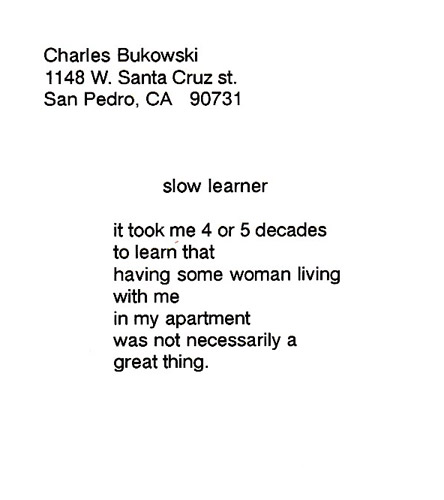 Charles Bukowski
1148 W. Santa Cruz st.
San Pedro, CA 90731
slow learner
it took me 4 or 5 decades
to learn that
having some woman living
with me
in my apartment
was not necessarily a
great thing.